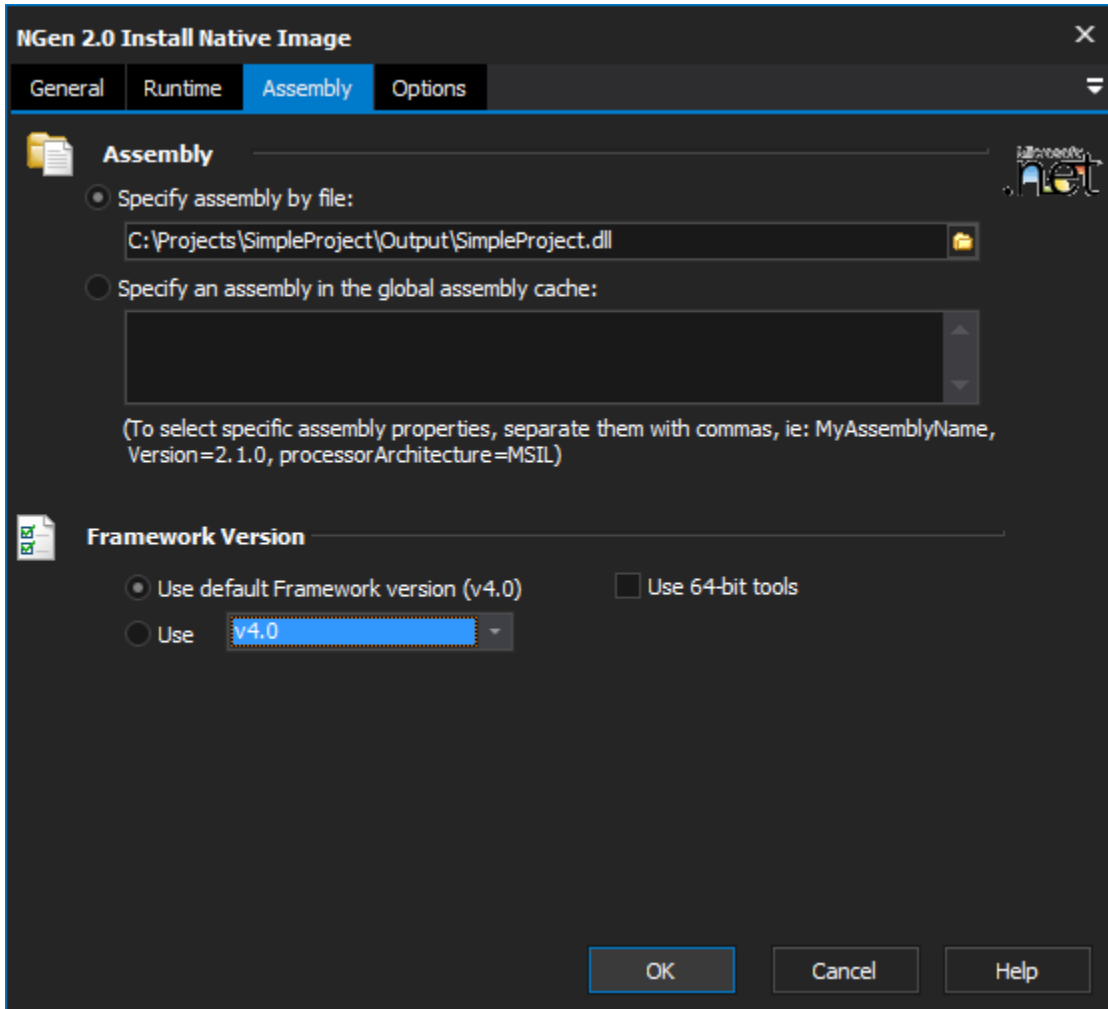 NGen 2.0 Install Native Image
General Runtime Assembly Options
Assembly
Microsoft
.net
Specify assembly by file:
C:\Projects\SimpleProject\Output\SimpleProject.dll
Specify an assembly in the global assembly cache:
(To select specific assembly properties, separate them with commas, ie: MyAssemblyName,
Version=2.1.0, processorArchitecture=MSIL)
Framework Version
Use default Framework version (v4.0) Use 64-bit tools
Use v4.0
OK Cancel Help